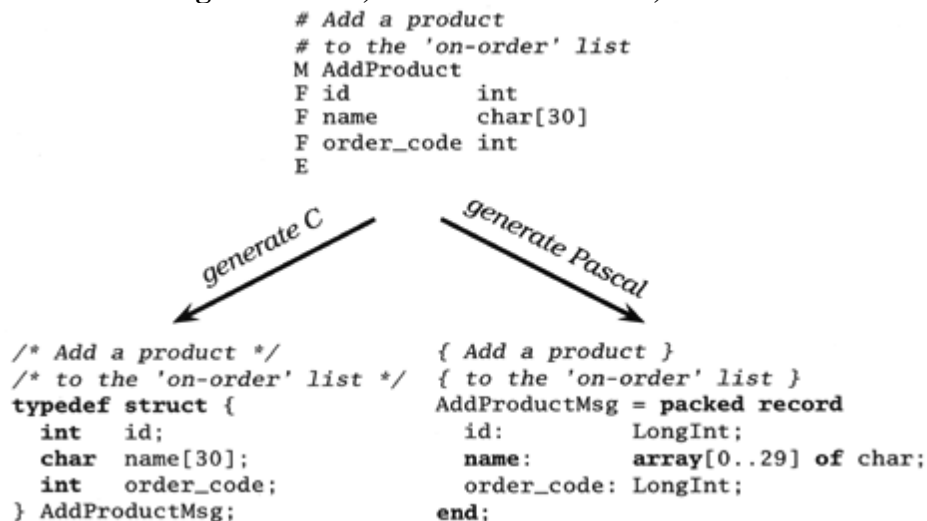 # Add a product
# to the 'on-order' list
M AddProduct
F id           int
F name         char[30]
F order_code int
E
generate C
generate Pascal
/* Add a product */
/* to the 'on-order' list */
typedef struct {
  int   id;
  char  name[30];
  int   order_code;
} AddProductMsg;
{ Add a product }
{ to the 'on-order' list }
AddProductMsg = packed record
  id:         LongInt;
  name:       array[0..29] of char;
  order_code: LongInt;
end;